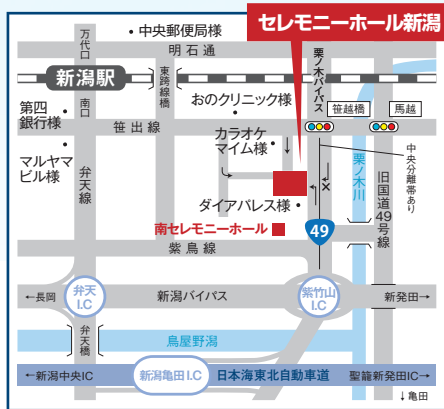 セレモニーホール新潟
万代口
・中央郵便局様
明石通
栗ノ木バイパス
新潟駅
東跨線橋
おのクリニック様
笹越橋
馬越
第四
銀行様
南口
笹出線
カラオケ
マイム様
マルヤマ
ビル様
弁天線
中央分離帯あり
栗ノ木川
旧国道49号線
ダイアパレス様
南セレモニーホール
49
紫鳥線
←長岡
弁天
I.C
新潟バイパス
紫竹山
I.C
新発田→
弁天橋
鳥屋野潟
←新潟中央IC
新潟亀田I.C
日本海東北自動車道
聖籠新発田IC→
↓亀田